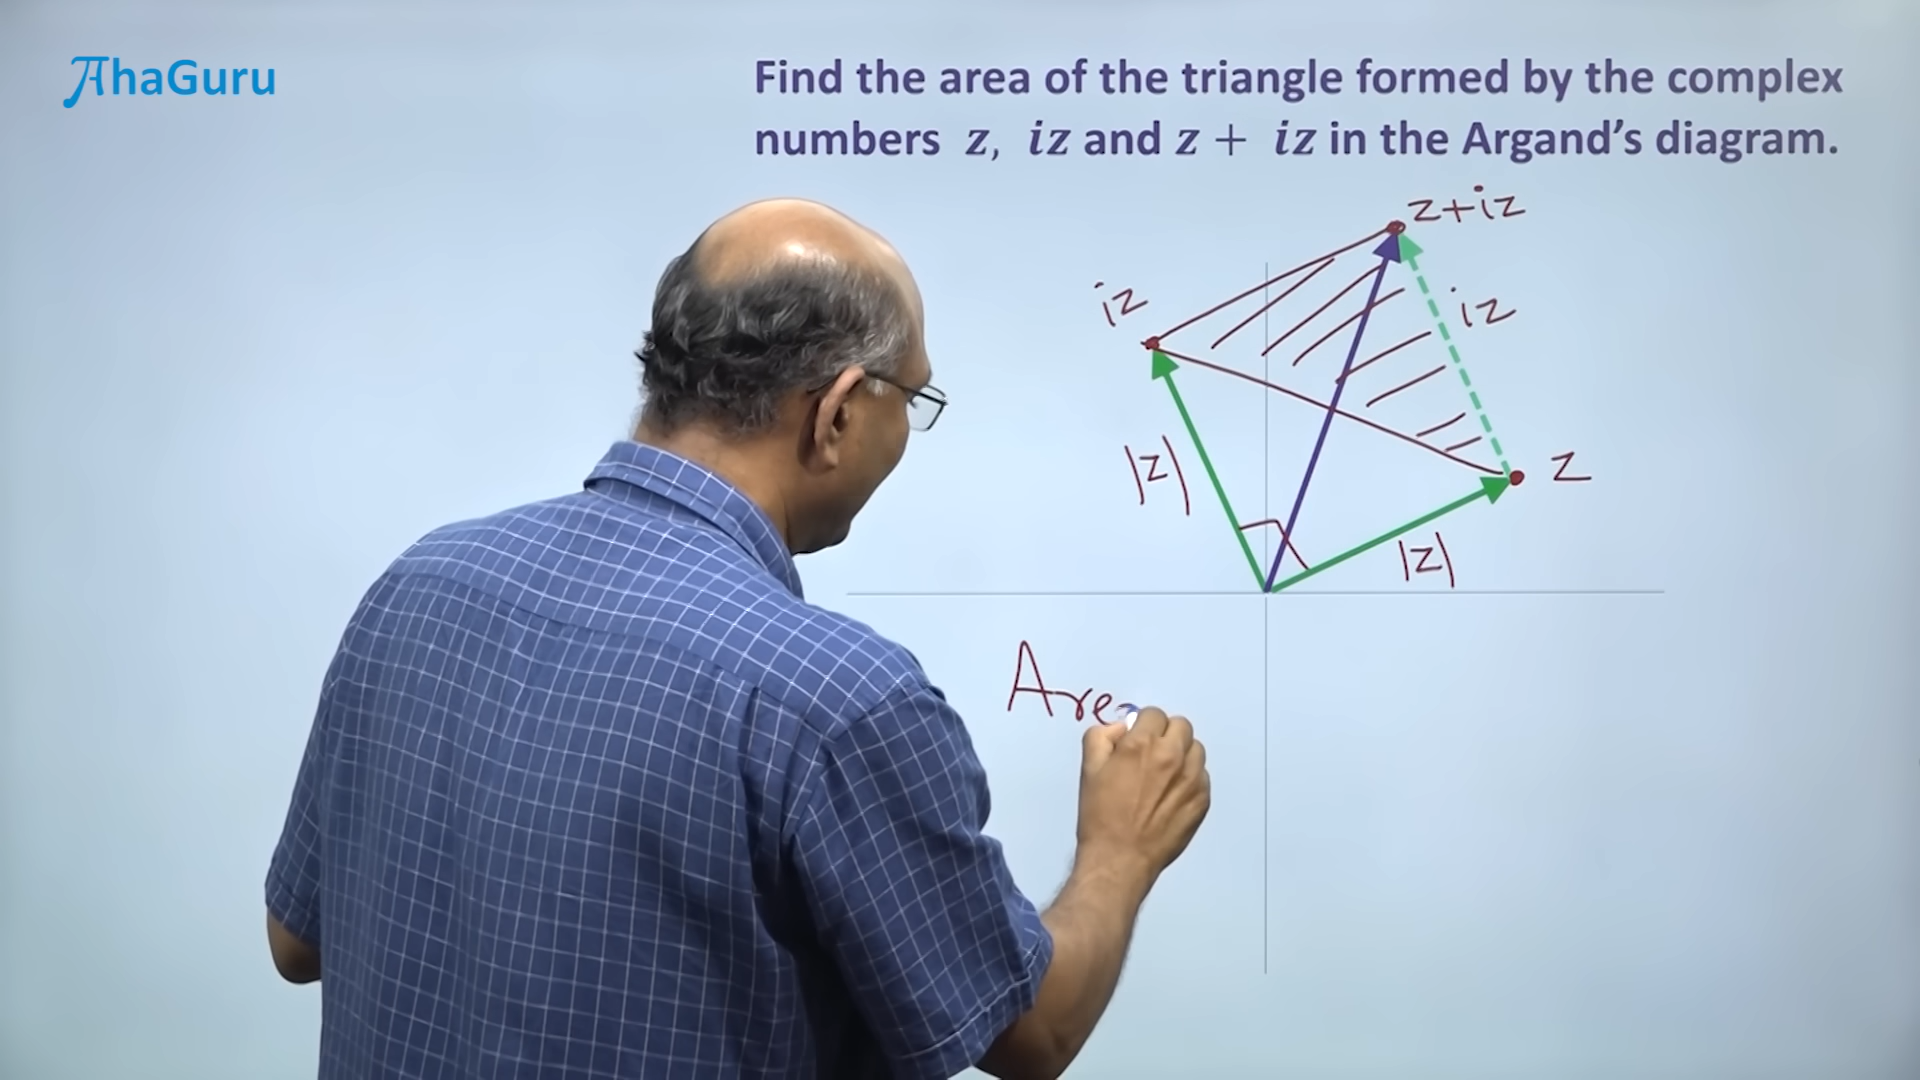 AhaGuru
Find the area of the triangle formed by the complex
numbers z, iz and z + iz in the Argand's diagram.
z+iz
iz
iz
|z|
z
|z|
Are